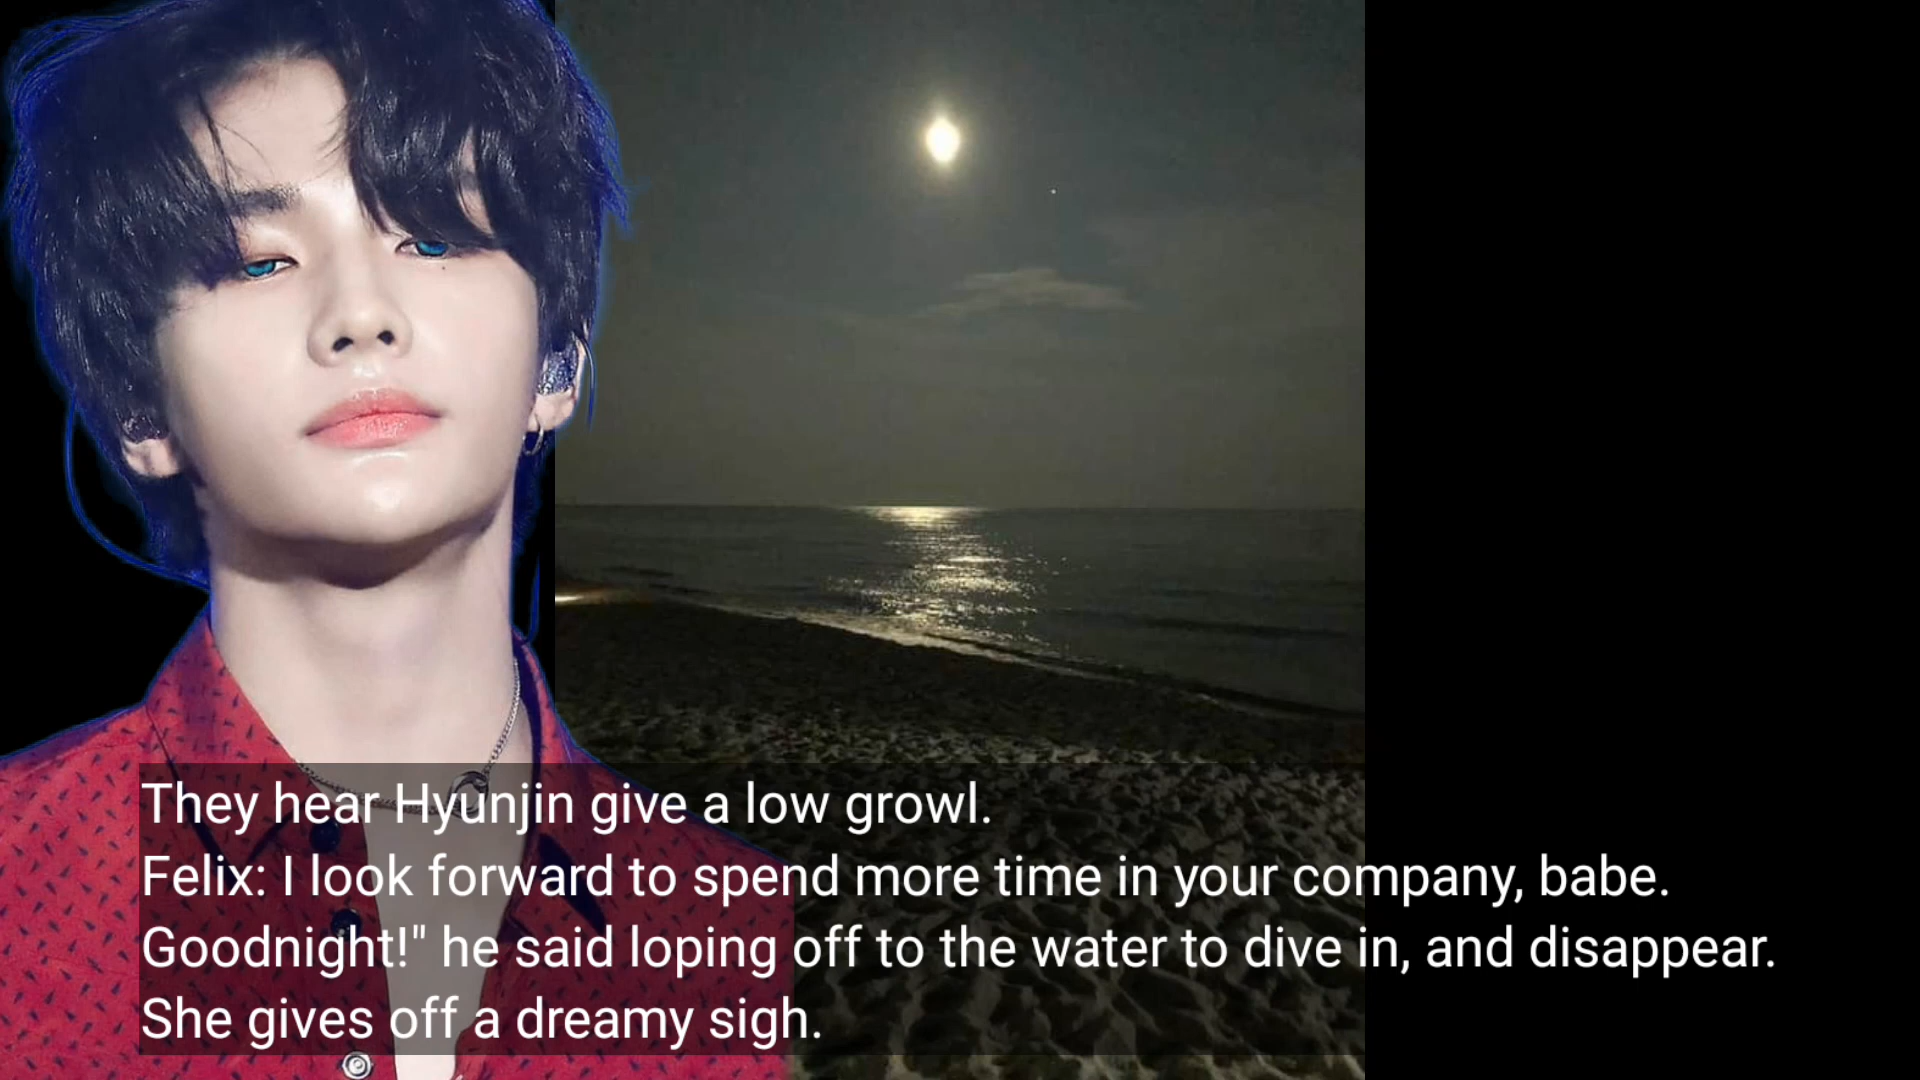 They hear Hyunjin give a low growl.
Felix: I look forward to spend more time in your company, babe.
Goodnight!" he said loping off to the water to dive in, and disappear.
She gives off a dreamy sigh.